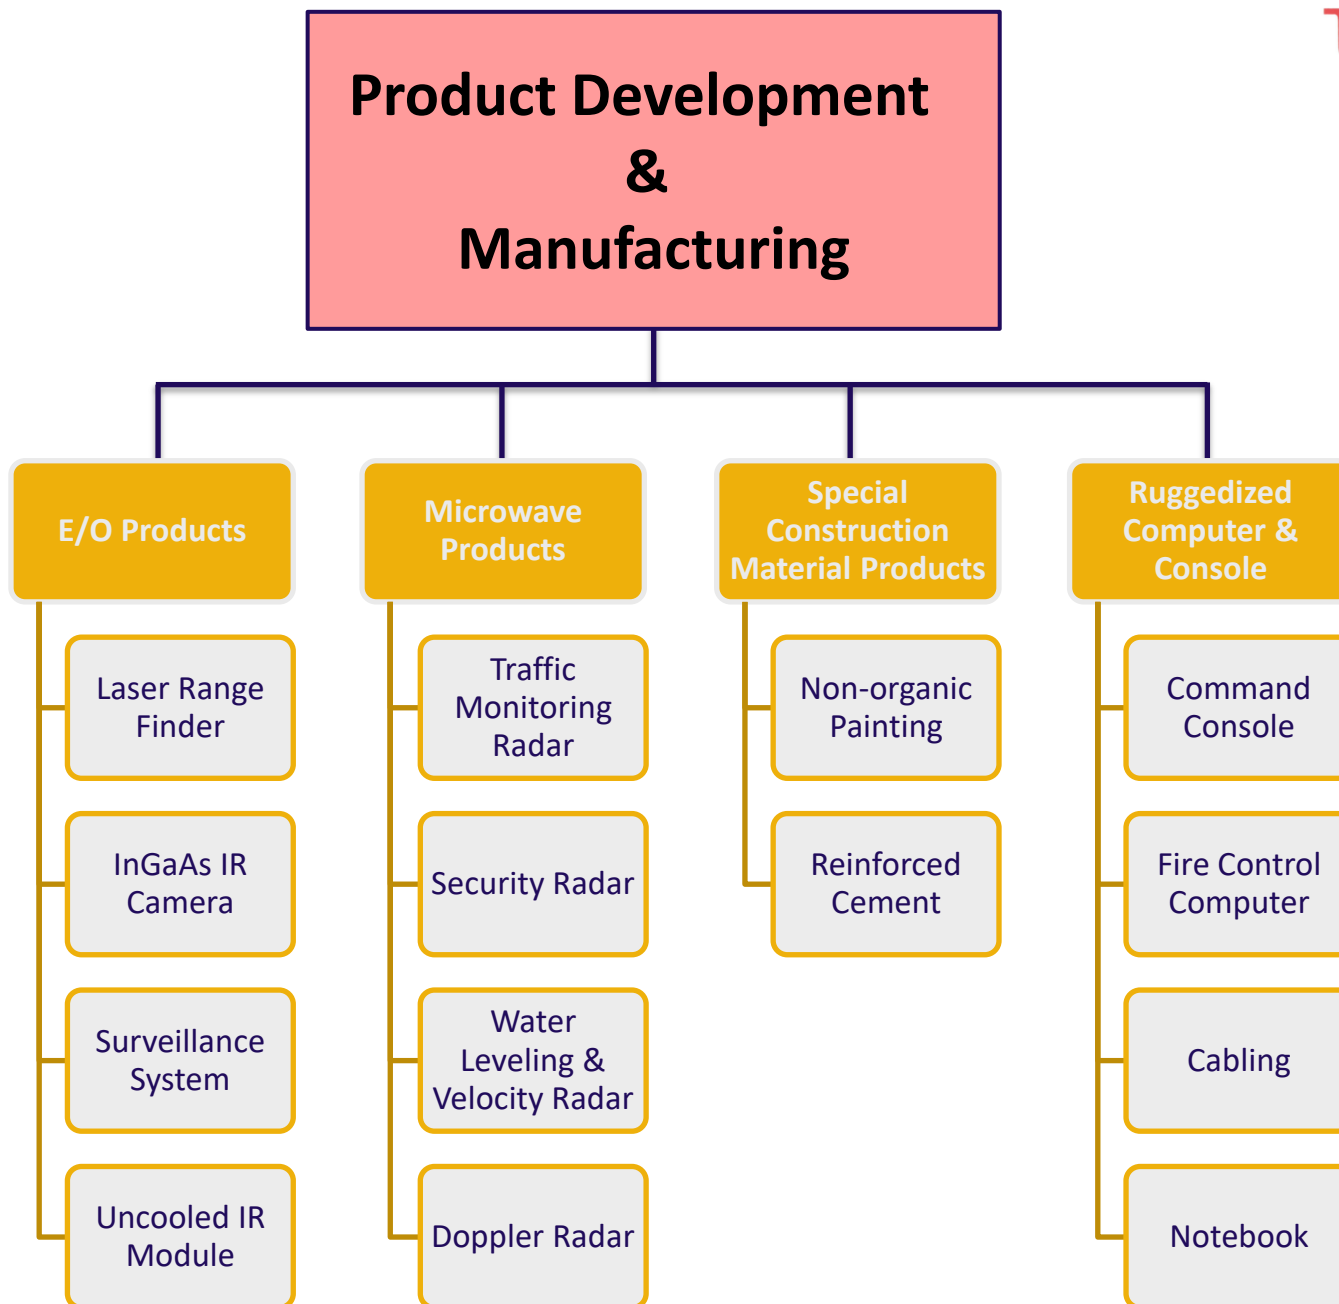 Product Development
&
Manufacturing
E/O Products
Laser Range
Finder
InGaAs IR
Camera
Surveillance
System
Uncooled IR
Module
Microwave
Products
Traffic
Monitoring
Radar
Security Radar
Water
Leveling &
Velocity Radar
Doppler Radar
Special
Construction
Material Products
Non-organic
Painting
Reinforced
Cement
Ruggedized
Computer &
Console
Command
Console
Fire Control
Computer
Cabling
Notebook